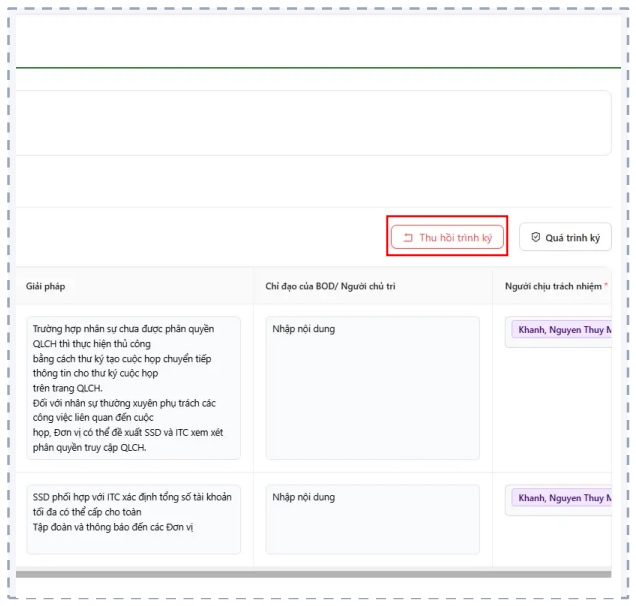 Thu hồi trình ký
Quá trình ký
Giải pháp
Chỉ đạo của BOD/ Người chủ trì
Người chịu trách nhiệm *
Trường hợp nhân sự chưa được phân quyền
QLCH thì thực hiện thủ công
bằng cách thư ký tạo cuộc họp chuyển tiếp
thông tin cho thư ký cuộc họp
trên trang QLCH.
Đối với nhân sự thường xuyên phụ trách các
công việc liên quan đến cuộc
họp, Đơn vị có thể đề xuất SSD và ITC xem xét
phân quyền truy cập QLCH.
Nhập nội dung
Khanh, Nguyen Thuy M
SSD phối hợp với ITC xác định tổng số tài khoản
tối đa có thể cấp cho toàn
Tập đoàn và thông báo đến các Đơn vị
Nhập nội dung
Khanh, Nguyen Thuy M